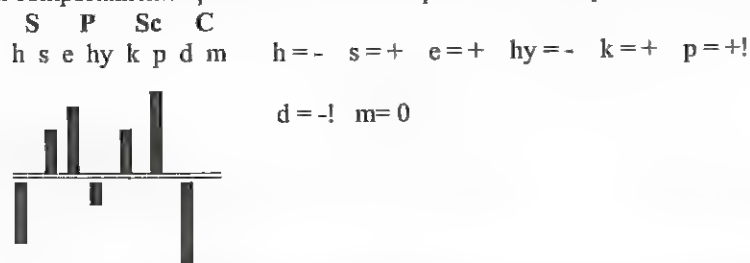 S P Sc C
h s e hy k p d m
h = - s = + e = + hy = - k = + p = +!
d = -! m= 0